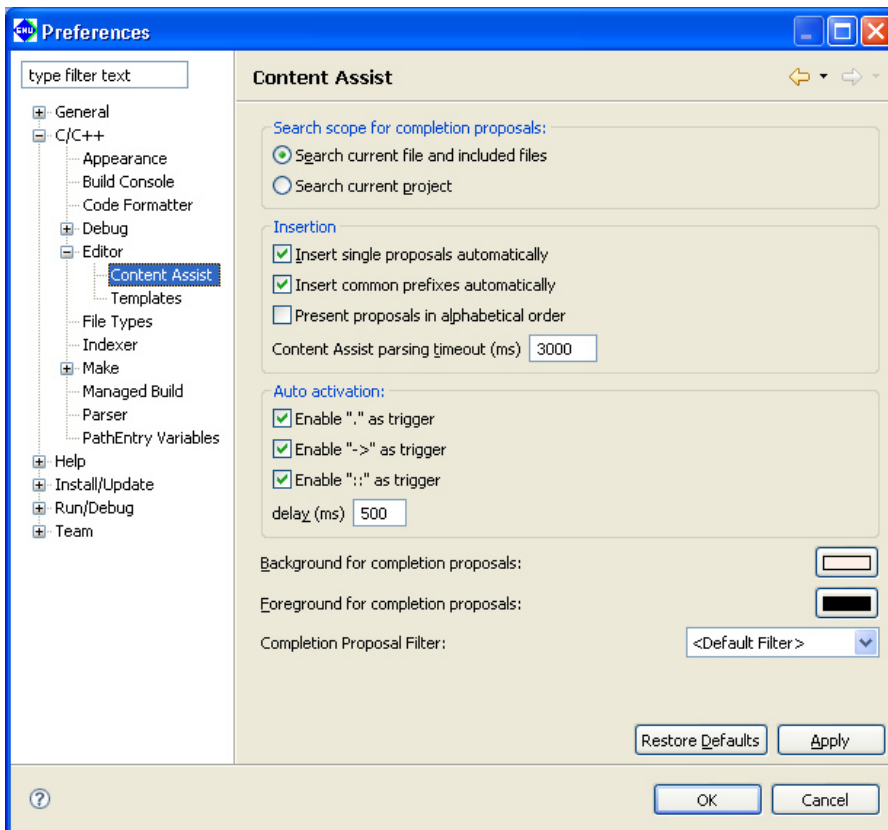 GNU Preferences
type filter text
Content Assist
General
C/C++
Appearance
Build Console
Code Formatter
Debug
Editor
Content Assist
Templates
File Types
Indexer
Make
Managed Build
Parser
PathEntry Variables
Help
Install/Update
Run/Debug
Team
Search scope for completion proposals:
Search current file and included files
Search current project
Insertion
Insert single proposals automatically
Insert common prefixes automatically
Present proposals in alphabetical order
Content Assist parsing timeout (ms) 3000
Auto activation:
Enable "." as trigger
Enable "->" as trigger
Enable "::" as trigger
delay (ms) 500
Background for completion proposals:
Foreground for completion proposals:
Completion Proposal Filter: <Default Filter>
Restore Defaults Apply
? OK Cancel